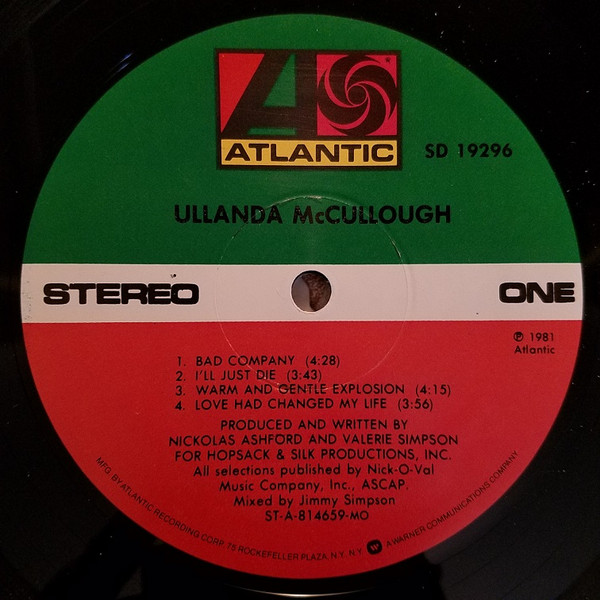 ATLANTIC
®
SD 19296
ULLANDA McCULLOUGH
STEREO
ONE
℗ 1981
Atlantic
1. BAD COMPANY (4:28)
2. I'LL JUST DIE (3:43)
3. WARM AND GENTLE EXPLOSION (4:15)
4. LOVE HAD CHANGED MY LIFE (3:56)
PRODUCED AND WRITTEN BY
NICKOLAS ASHFORD AND VALERIE SIMPSON
FOR HOPSACK & SILK PRODUCTIONS, INC.
All selections published by Nick-O-Val
Music Company, Inc., ASCAP.
Mixed by Jimmy Simpson
ST-A-814659-MO
MFG. BY ATLANTIC RECORDING CORP. 75 ROCKEFELLER PLAZA, N.Y. N.Y. A WARNER COMMUNICATIONS COMPANY